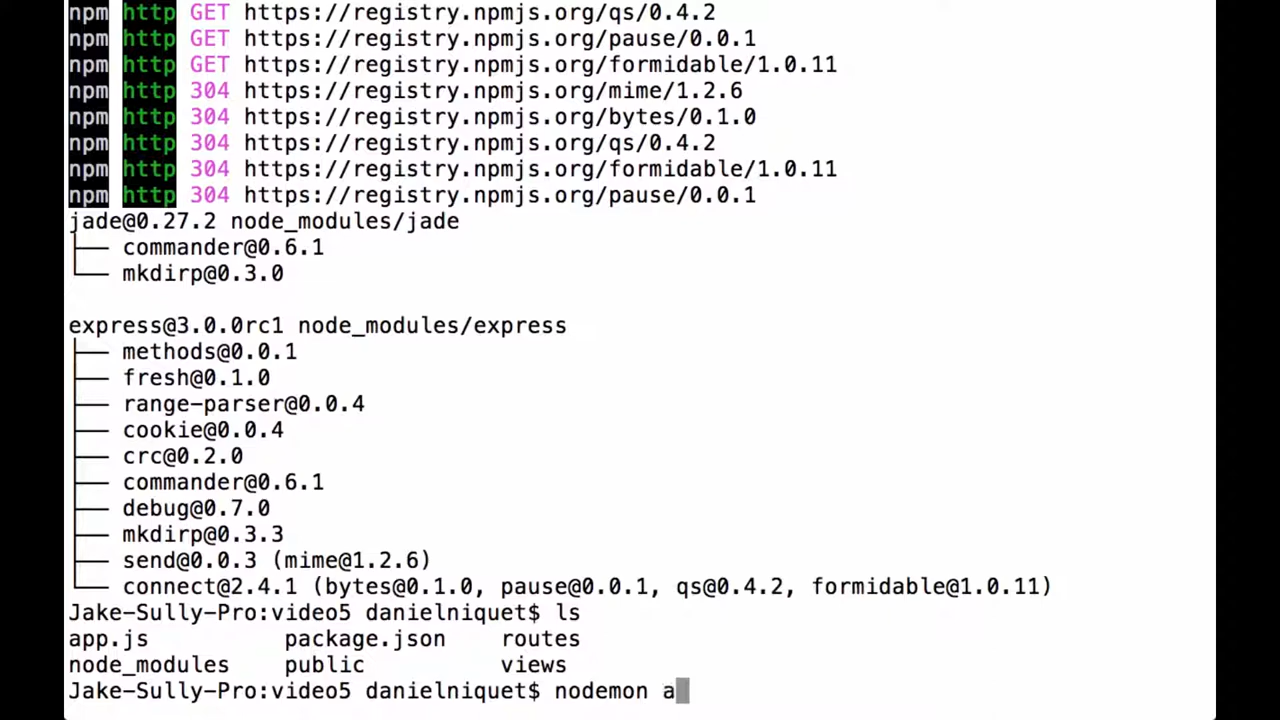 npm http GET https://registry.npmjs.org/qs/0.4.2
npm http GET https://registry.npmjs.org/pause/0.0.1
npm http GET https://registry.npmjs.org/formidable/1.0.11
npm http 304 https://registry.npmjs.org/mime/1.2.6
npm http 304 https://registry.npmjs.org/bytes/0.1.0
npm http 304 https://registry.npmjs.org/qs/0.4.2
npm http 304 https://registry.npmjs.org/formidable/1.0.11
npm http 304 https://registry.npmjs.org/pause/0.0.1
jade@0.27.2 node_modules/jade
├── commander@0.6.1
└── mkdirp@0.3.0
express@3.0.0rc1 node_modules/express
├── methods@0.0.1
├── fresh@0.1.0
├── range-parser@0.0.4
├── cookie@0.0.4
├── crc@0.2.0
├── commander@0.6.1
├── debug@0.7.0
├── mkdirp@0.3.3
├── send@0.0.3 (mime@1.2.6)
└── connect@2.4.1 (bytes@0.1.0, pause@0.0.1, qs@0.4.2, formidable@1.0.11)
Jake-Sully-Pro:video5 danielniquet$ ls
app.js package.json routes
node_modules public views
Jake-Sully-Pro:video5 danielniquet$ nodemon a